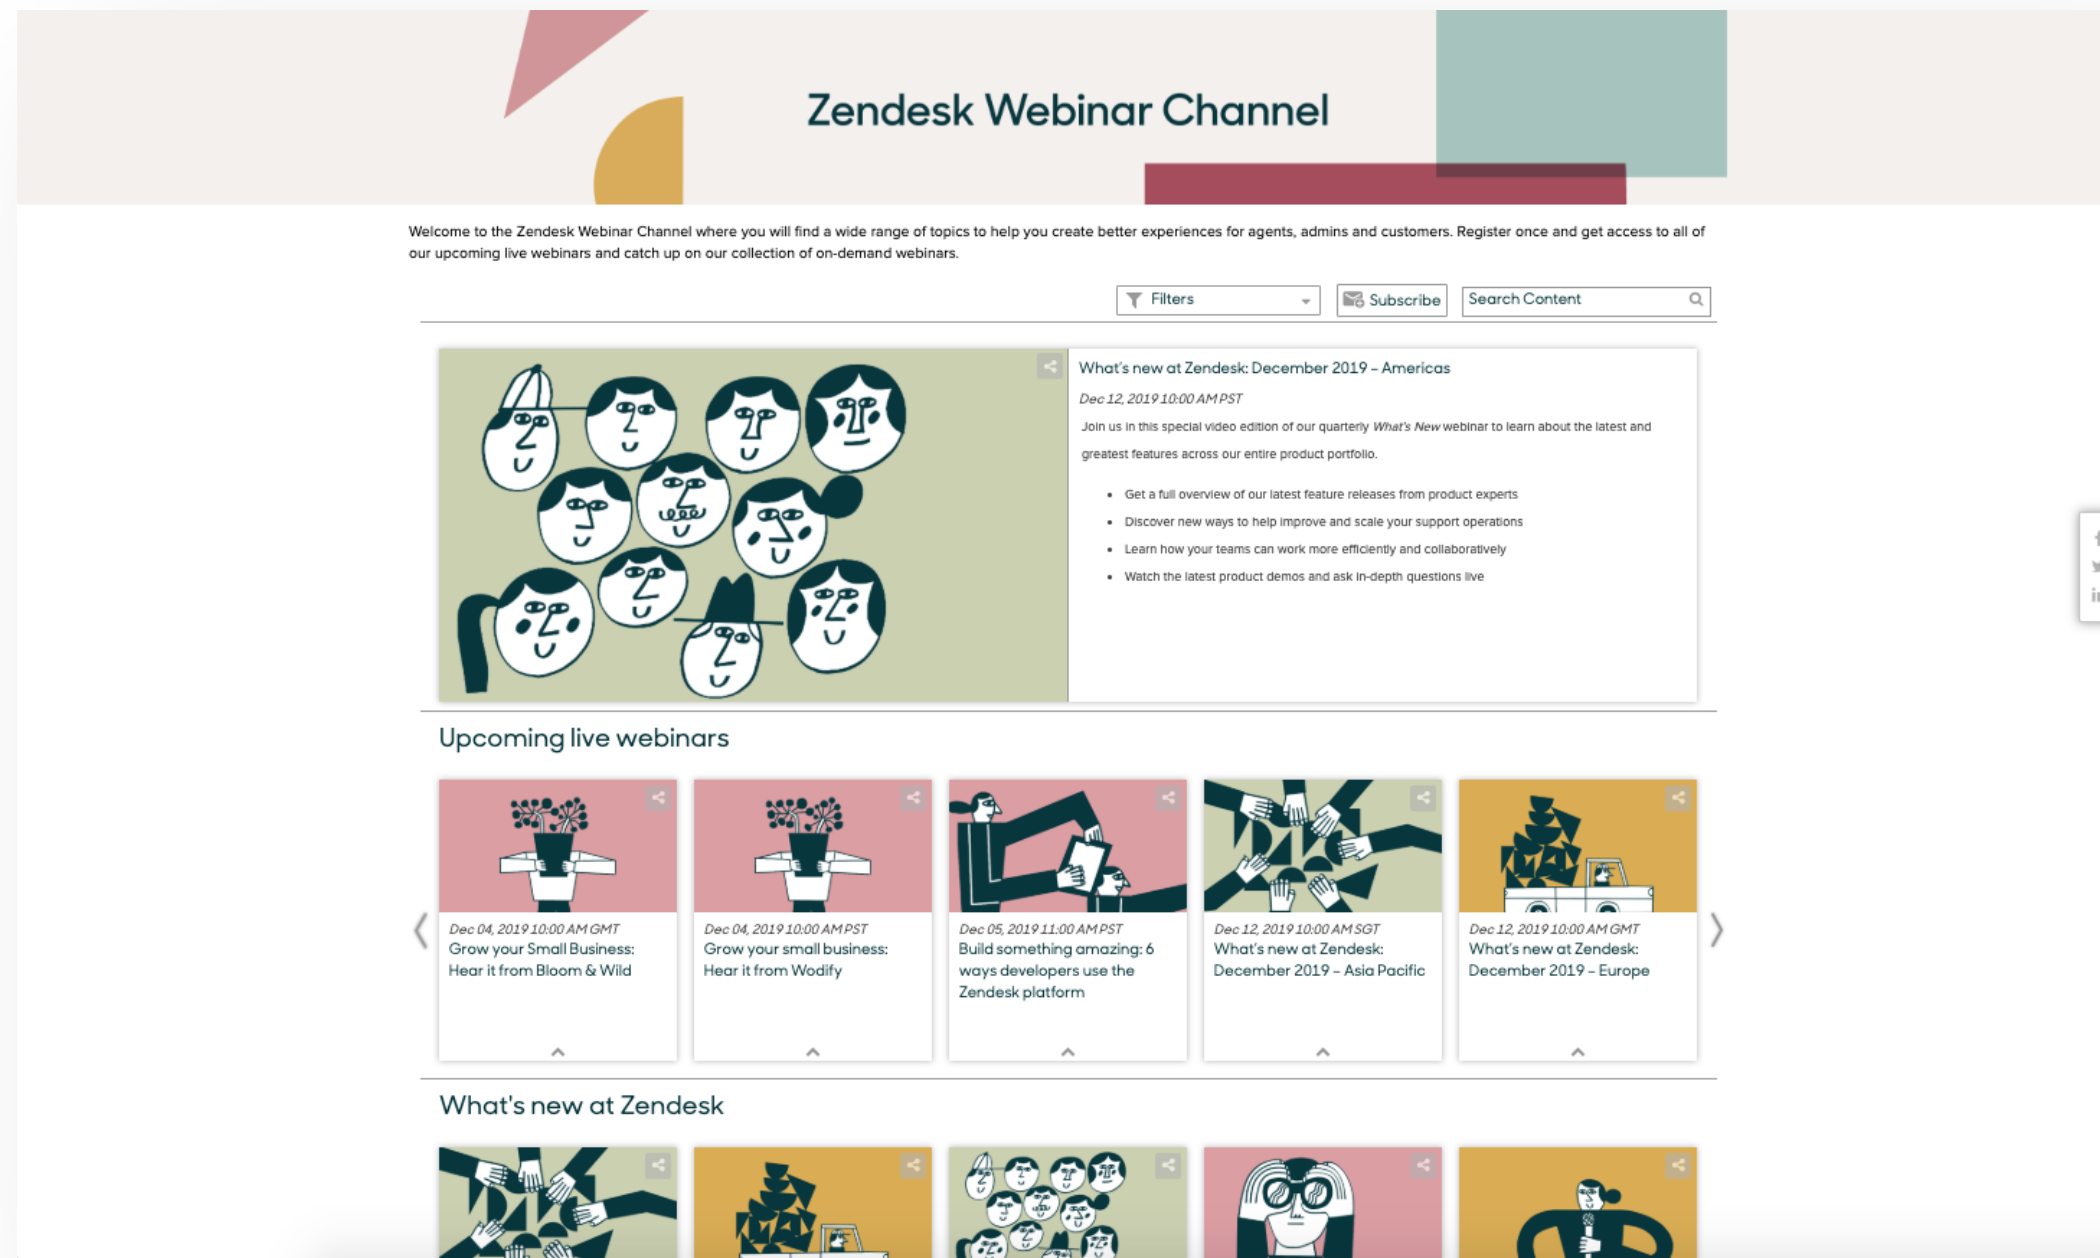 Zendesk Webinar Channel
Welcome to the Zendesk Webinar Channel where you will find a wide range of topics to help you create better experiences for agents, admins and customers. Register once and get access to all of
our upcoming live webinars and catch up on our collection of on-demand webinars.
Filters
Subscribe
Search Content
What's new at Zendesk: December 2019 – Americas
Dec 12, 2019 10:00 AM PST
Join us in this special video edition of our quarterly What's New webinar to learn about the latest and
greatest features across our entire product portfolio.
• Get a full overview of our latest feature releases from product experts
• Discover new ways to help improve and scale your support operations
• Learn how your teams can work more efficiently and collaboratively
• Watch the latest product demos and ask in-depth questions live
Upcoming live webinars
Dec 04, 2019 10:00 AM GMT
Grow your Small Business:
Hear it from Bloom & Wild
Dec 04, 2019 10:00 AM PST
Grow your small business:
Hear it from Wodify
Dec 05, 2019 11:00 AM PST
Build something amazing: 6
ways developers use the
Zendesk platform
Dec 12, 2019 10:00 AM SGT
What's new at Zendesk:
December 2019 – Asia Pacific
Dec 12, 2019 10:00 AM GMT
What's new at Zendesk:
December 2019 – Europe
What's new at Zendesk